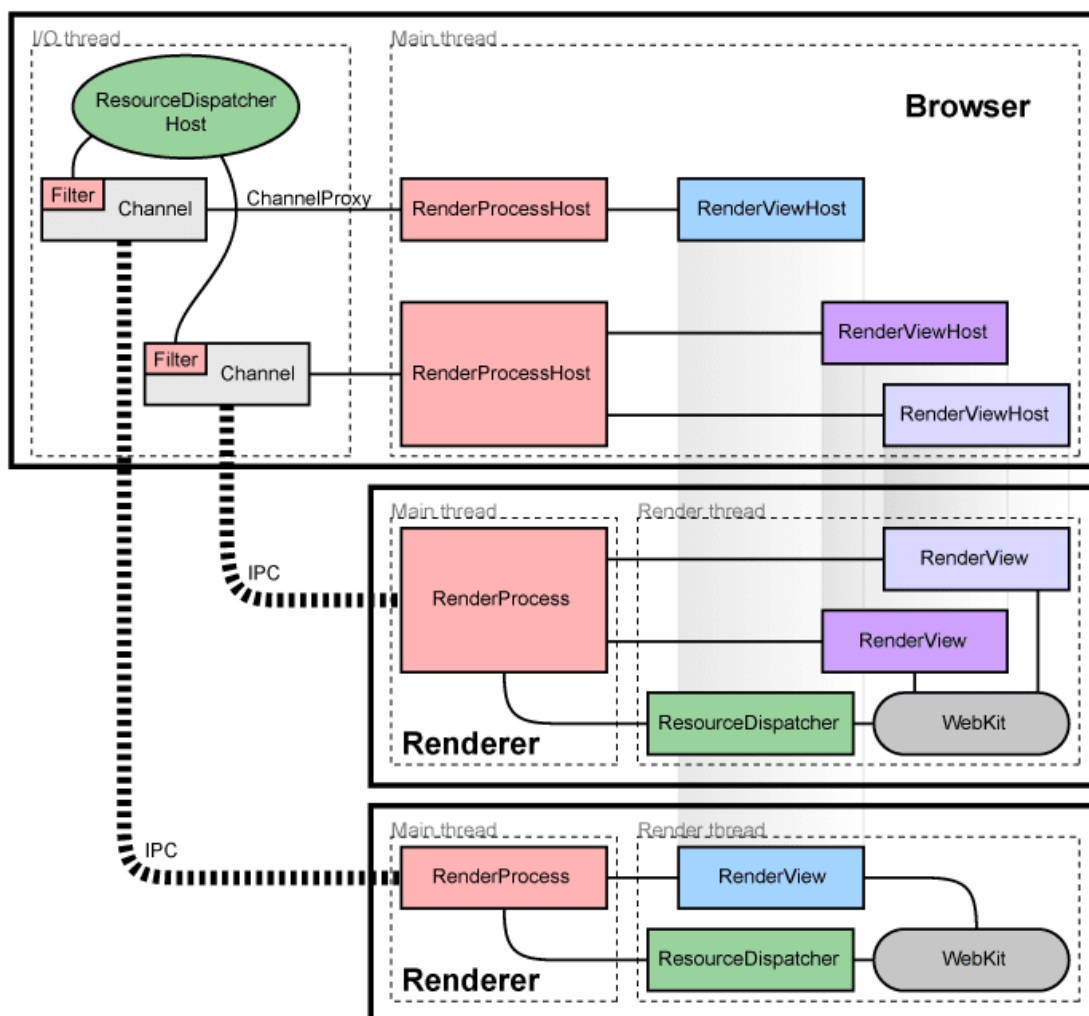 I/O thread
Main thread
ResourceDispatcher
Host
Browser
Filter
Channel
ChannelProxy
RenderProcessHost
RenderViewHost
Filter
Channel
RenderProcessHost
RenderViewHost
RenderViewHost
Main thread
Render thread
IPC
RenderProcess
RenderView
RenderView
ResourceDispatcher
WebKit
Renderer
Main thread
Render thread
IPC
RenderProcess
RenderView
ResourceDispatcher
WebKit
Renderer